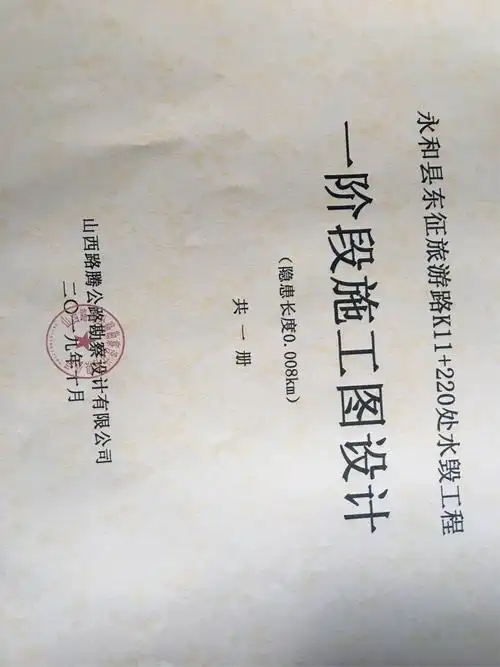 永和县东征旅游路K11+220处水毁工程
一阶段施工图设计
(隐患长度0.008km)
共一册
山西路腾公路勘察设计有限公司
二〇一九年十月